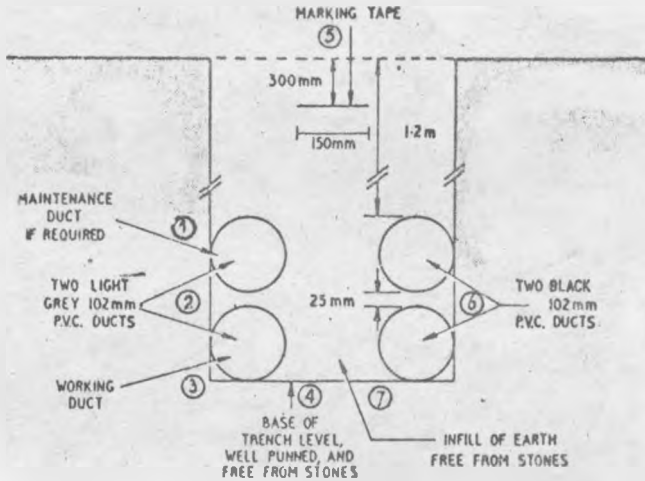 MARKING TAPE
5
300mm
1·2m
150mm
MAINTENANCE
DUCT
IF REQUIRED
1
TWO LIGHT
GREY 102mm
P.V.C. DUCTS
2
25 mm
6
TWO BLACK
102mm
P.V.C. DUCTS
WORKING
DUCT
3
4
7
BASE OF
TRENCH LEVEL,
WELL PUNNED, AND
FREE FROM STONES
INFILL OF EARTH
FREE FROM STONES